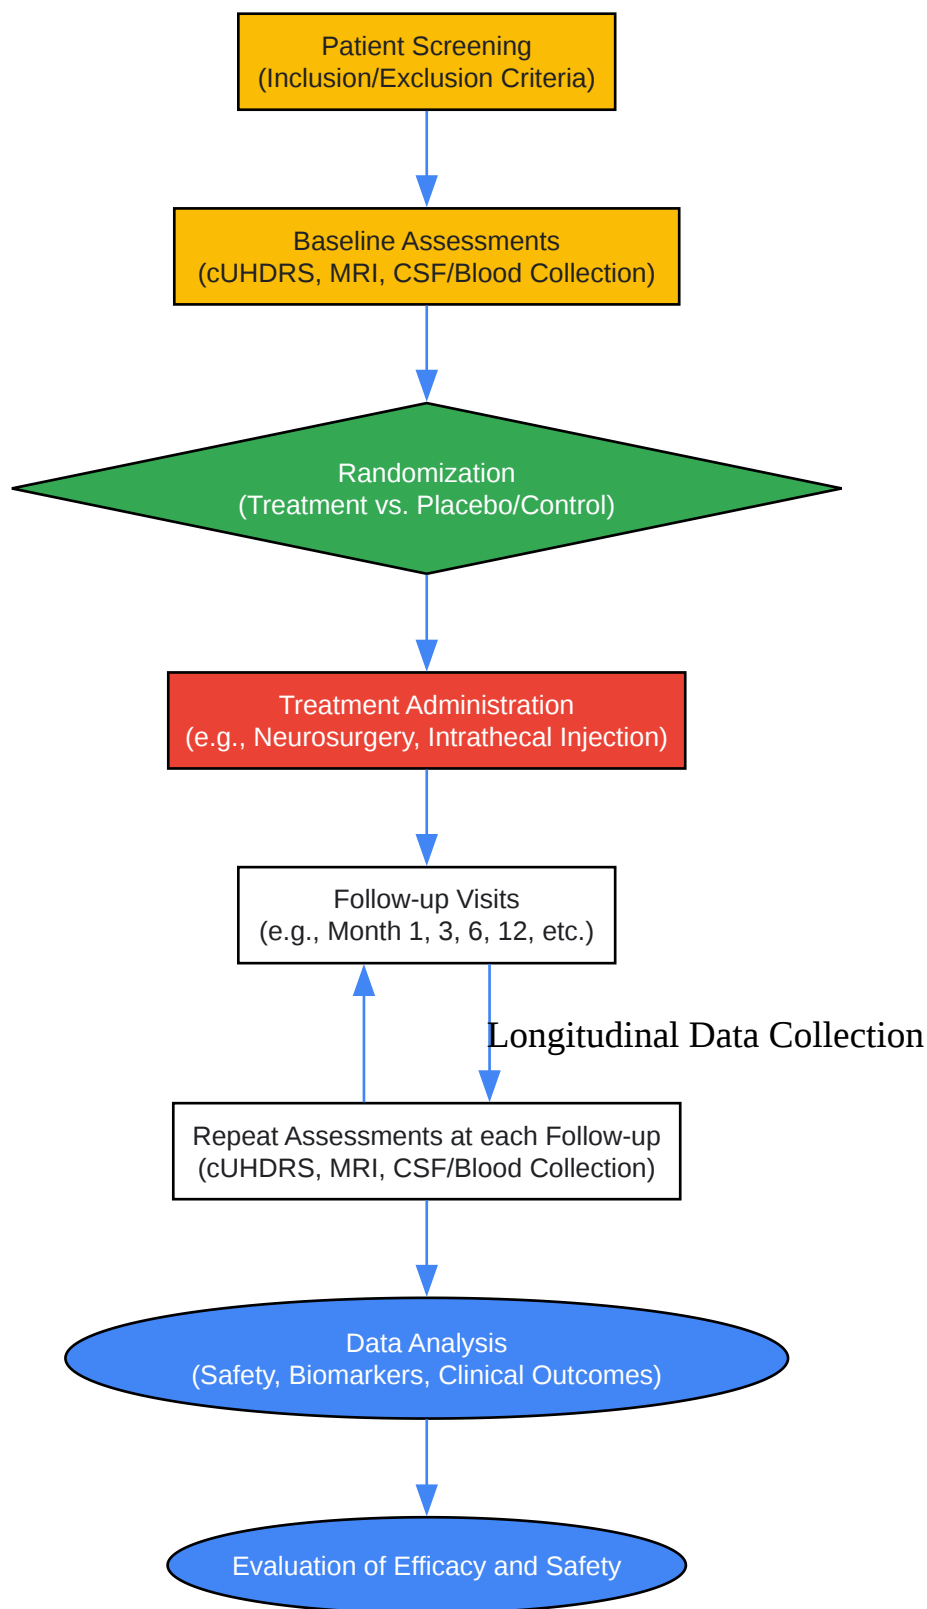 Patient Screening
(Inclusion/Exclusion Criteria)
Baseline Assessments
(cUHDRS, MRI, CSF/Blood Collection)
Randomization
(Treatment vs. Placebo/Control)
Treatment Administration
(e.g., Neurosurgery, Intrathecal Injection)
Follow-up Visits
(e.g., Month 1, 3, 6, 12, etc.)
Longitudinal Data Collection
Repeat Assessments at each Follow-up
(cUHDRS, MRI, CSF/Blood Collection)
Data Analysis
(Safety, Biomarkers, Clinical Outcomes)
Evaluation of Efficacy and Safety